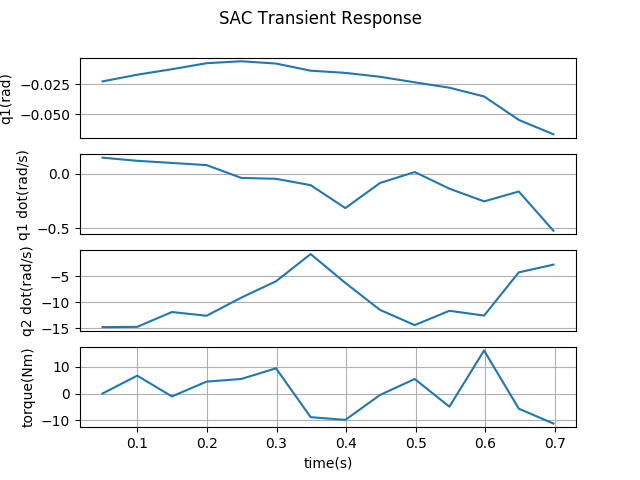 SAC Transient Response
q1(rad)
−0.025
−0.050
q1 dot(rad/s)
0.0
−0.5
q2 dot(rad/s)
−5
−10
−15
torque(Nm)
10
0
−10
0.1 0.2 0.3 0.4 0.5 0.6 0.7
time(s)